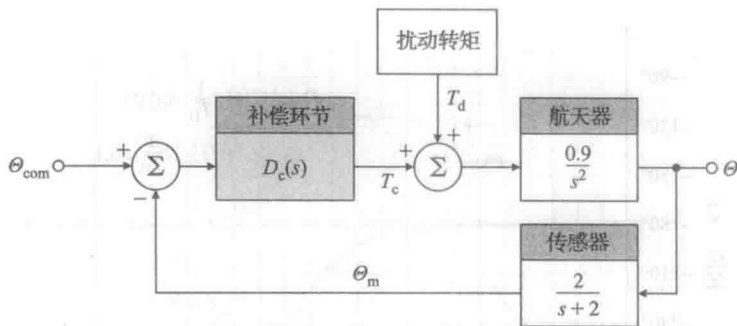 扰动转矩
T_d
补偿环节
航天器
Θ_com
+
Σ
−
D_c(s)
T_c
+
+
Σ
0.9
s²
Θ
传感器
Θ_m
2
s+2